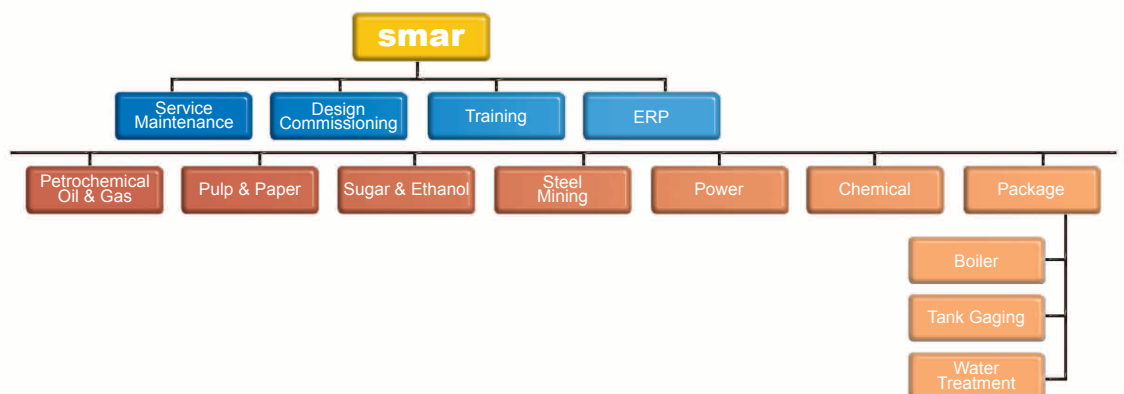 smar
Service
Maintenance
Design
Commissioning
Training
ERP
Petrochemical
Oil & Gas
Pulp & Paper
Sugar & Ethanol
Steel
Mining
Power
Chemical
Package
Boiler
Tank Gaging
Water
Treatment